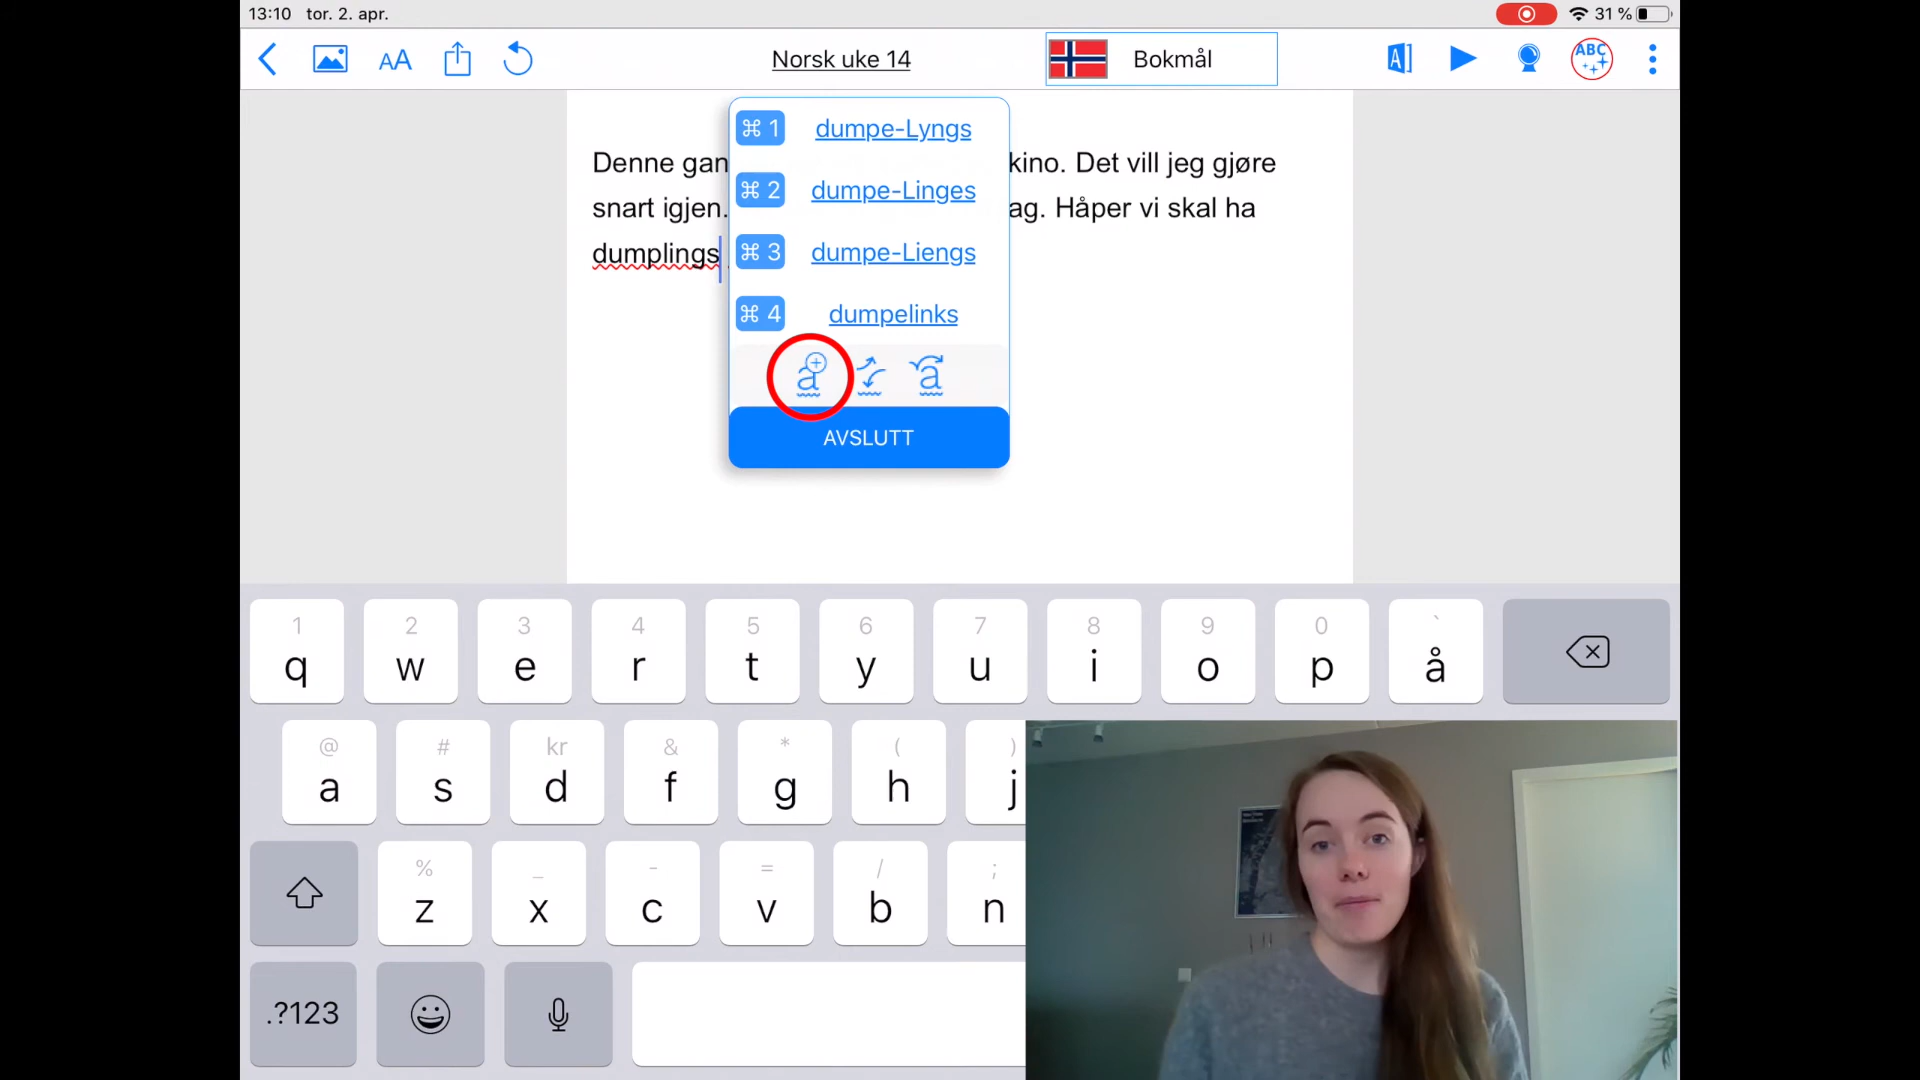 13:10 tor. 2. apr. 31 %
AA Norsk uke 14 Bokmål A ABC
⌘ 1 dumpe-Lyngs
Denne gan kino. Det vill jeg gjøre
⌘ 2 dumpe-Linges
snart igjen. ag. Håper vi skal ha
dumplings ⌘ 3 dumpe-Liengs
⌘ 4 dumpelinks
a a
AVSLUTT
1 2 3 4 5 6 7 8 9 0 `
q w e r t y u i o p å
@ # kr & * ( )
a s d f g h j
% _ - = / ;
z x c v b n
.?123